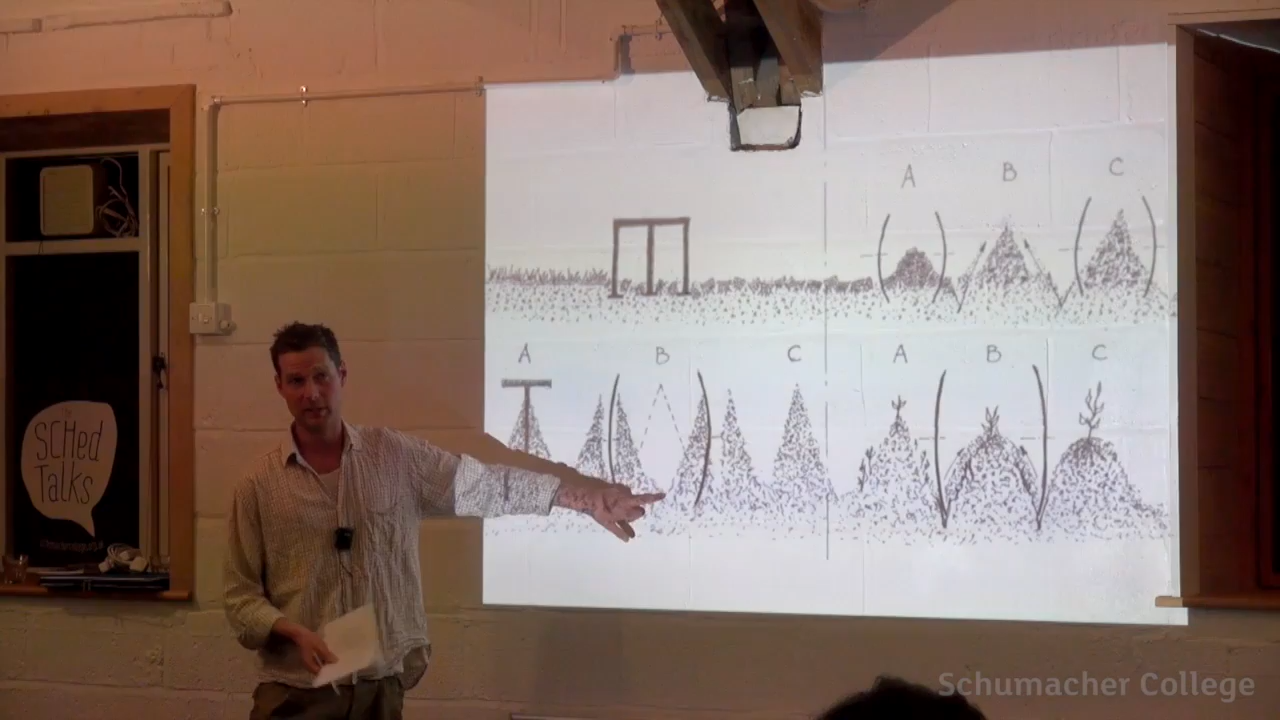 A B C
A B C A B C
SCHed
Talks
Schumacher College